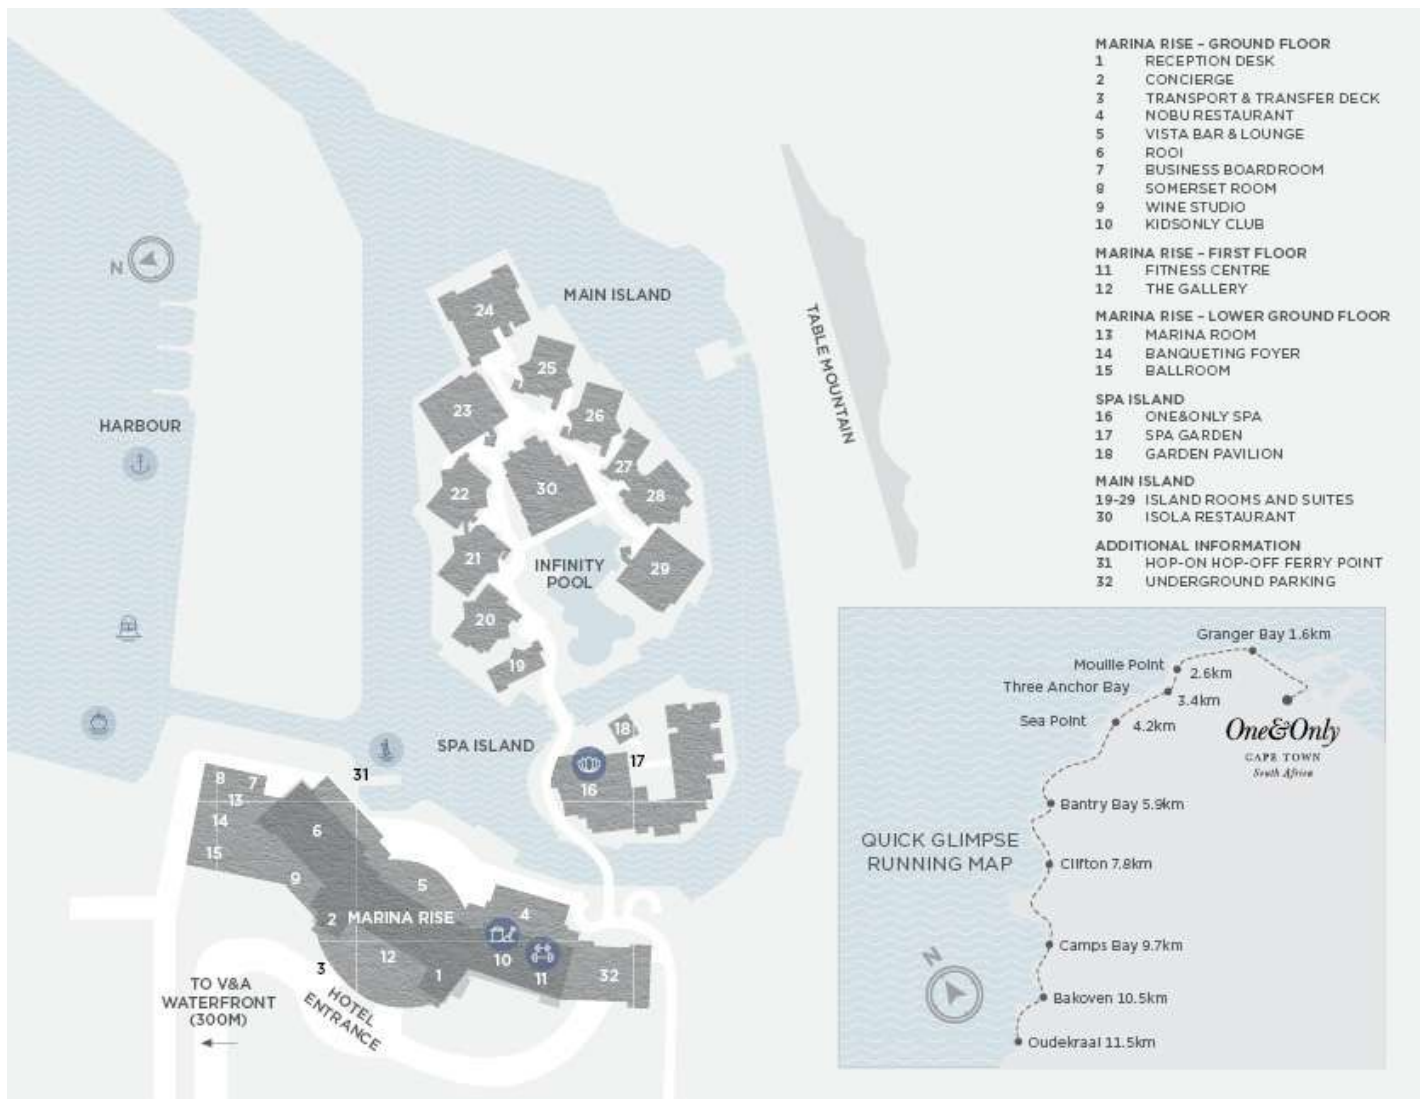 MARINA RISE – GROUND FLOOR
1 RECEPTION DESK
2 CONCIERGE
3 TRANSPORT & TRANSFER DECK
4 NOBU RESTAURANT
5 VISTA BAR & LOUNGE
6 ROOI
7 BUSINESS BOARDROOM
8 SOMERSET ROOM
9 WINE STUDIO
10 KIDSONLY CLUB
MARINA RISE – FIRST FLOOR
11 FITNESS CENTRE
12 THE GALLERY
MARINA RISE – LOWER GROUND FLOOR
13 MARINA ROOM
14 BANQUETING FOYER
15 BALLROOM
SPA ISLAND
16 ONE&ONLY SPA
17 SPA GARDEN
18 GARDEN PAVILION
MAIN ISLAND
19-29 ISLAND ROOMS AND SUITES
30 ISOLA RESTAURANT
ADDITIONAL INFORMATION
31 HOP-ON HOP-OFF FERRY POINT
32 UNDERGROUND PARKING
N
HARBOUR
MAIN ISLAND
TABLE MOUNTAIN
24
25
23
26
27
22
30
28
21
INFINITY
POOL
29
20
19
SPA ISLAND
18
17
16
31
8
7
13
14
6
15
9
5
2
MARINA RISE
4
12
10
3
1
11
32
HOTEL
ENTRANCE
TO V&A
WATERFRONT
(300M)
Granger Bay 1.6km
Mouille Point
2.6km
Three Anchor Bay
3.4km
Sea Point
4.2km
One&Only
CAPE TOWN
South Africa
Bantry Bay 5.9km
QUICK GLIMPSE
RUNNING MAP
Clifton 7.8km
Camps Bay 9.7km
N
Bakoven 10.5km
Oudekraal 11.5km